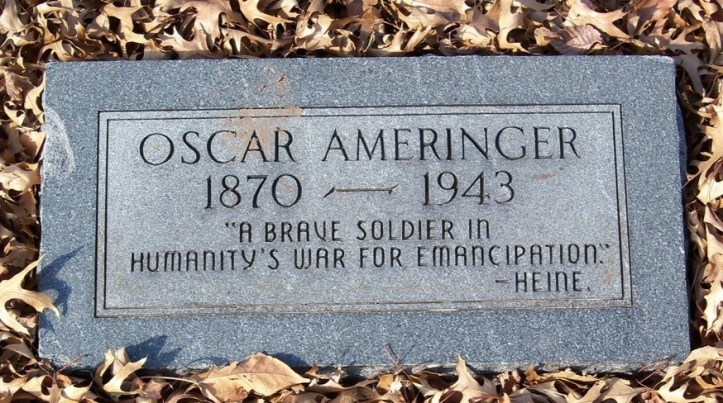 OSCAR AMERINGER
1870 — 1943
"A BRAVE SOLDIER IN
HUMANITY'S WAR FOR EMANCIPATION."
—HEINE.